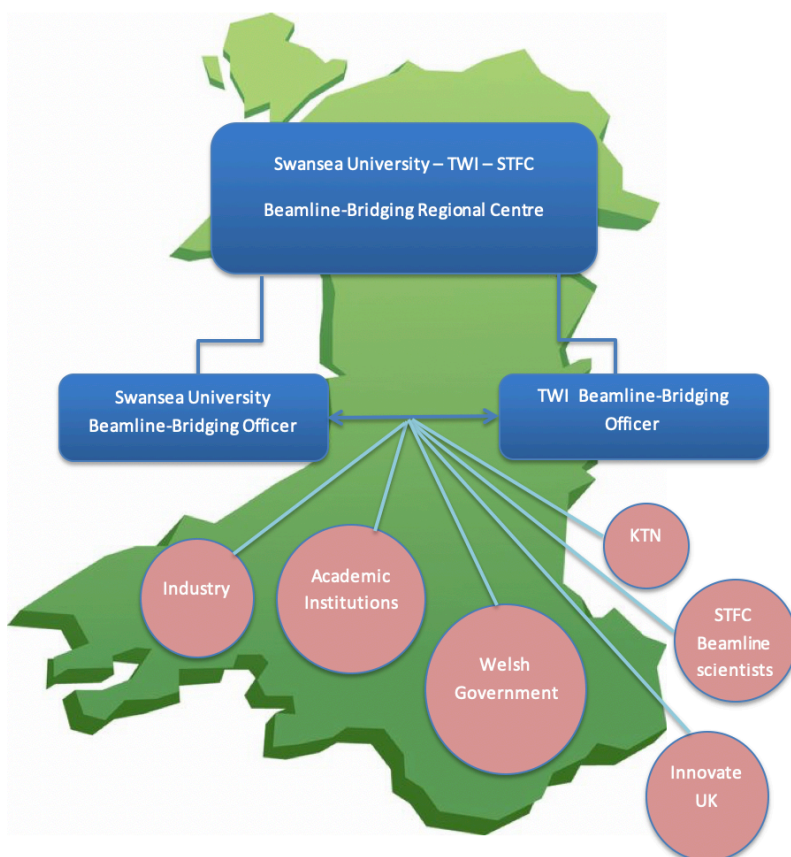 Swansea University – TWI – STFC
Beamline-Bridging Regional Centre
Swansea University
Beamline-Bridging Officer
TWI Beamline-Bridging
Officer
KTN
Industry
Academic
Institutions
STFC
Beamline
scientists
Welsh
Government
Innovate
UK